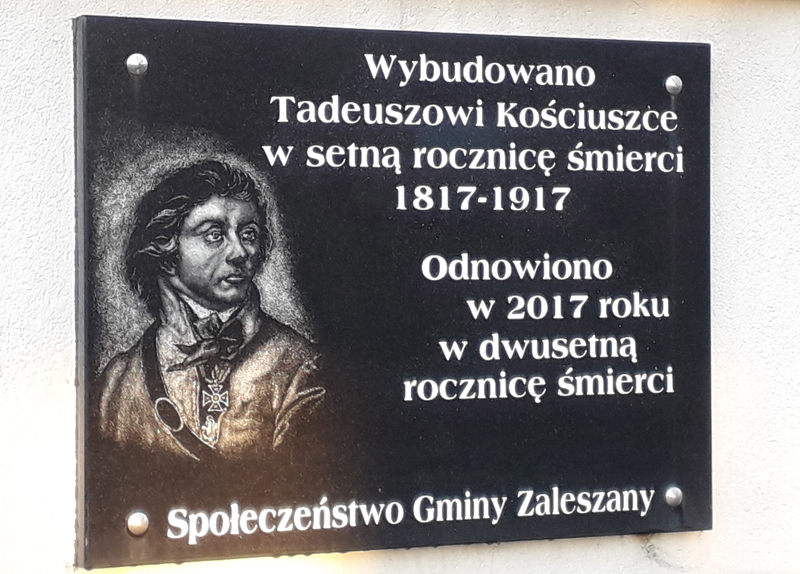 Wybudowano
Tadeuszowi Kościuszce
w setną rocznicę śmierci
1817-1917
Odnowiono
w 2017 roku
w dwusetną
rocznicę śmierci
Społeczeństwo Gminy Zaleszany